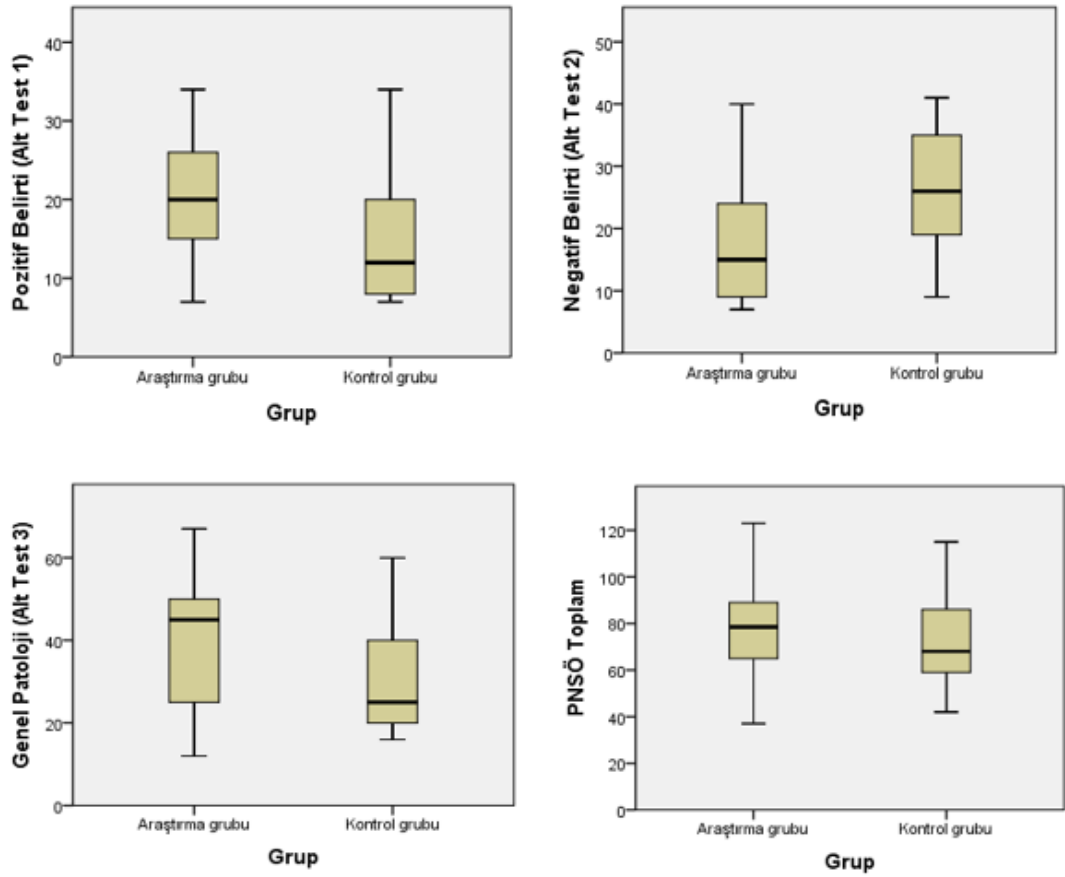 Pozitif Belirti (Alt Test 1)
40
30
20
10
0
Araştırma grubu
Kontrol grubu
Grup
Negatif Belirti (Alt Test 2)
50
40
30
20
10
0
Araştırma grubu
Kontrol grubu
Grup
Genel Patoloji (Alt Test 3)
60
40
20
0
Araştırma grubu
Kontrol grubu
Grup
PNSÖ Toplam
120
100
80
60
40
20
0
Araştırma grubu
Kontrol grubu
Grup